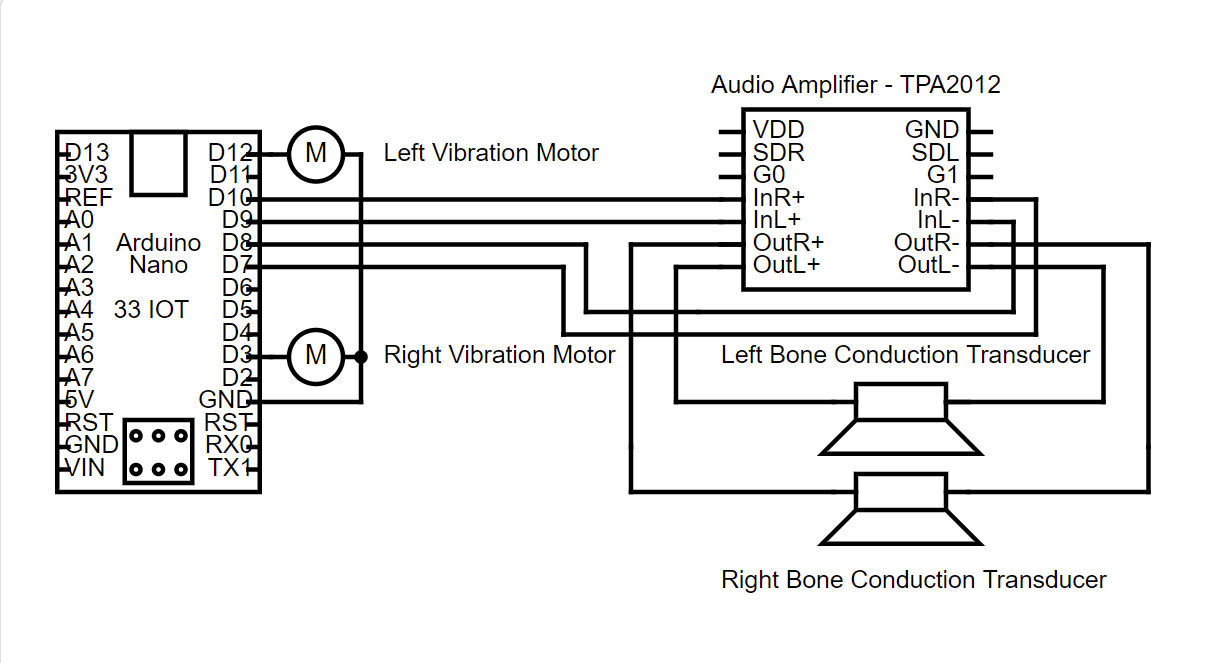 Audio Amplifier - TPA2012
D13
3V3
REF
A0
A1
A2
A3
A4
A5
A6
A7
5V
RST
GND
VIN
Arduino
Nano
33 IOT
D12
D11
D10
D9
D8
D7
D6
D5
D4
D3
D2
GND
RST
RX0
TX1
M
Left Vibration Motor
M
Right Vibration Motor
VDD
SDR
G0
InR+
InL+
OutR+
OutL+
GND
SDL
G1
InR-
InL-
OutR-
OutL-
Left Bone Conduction Transducer
Right Bone Conduction Transducer